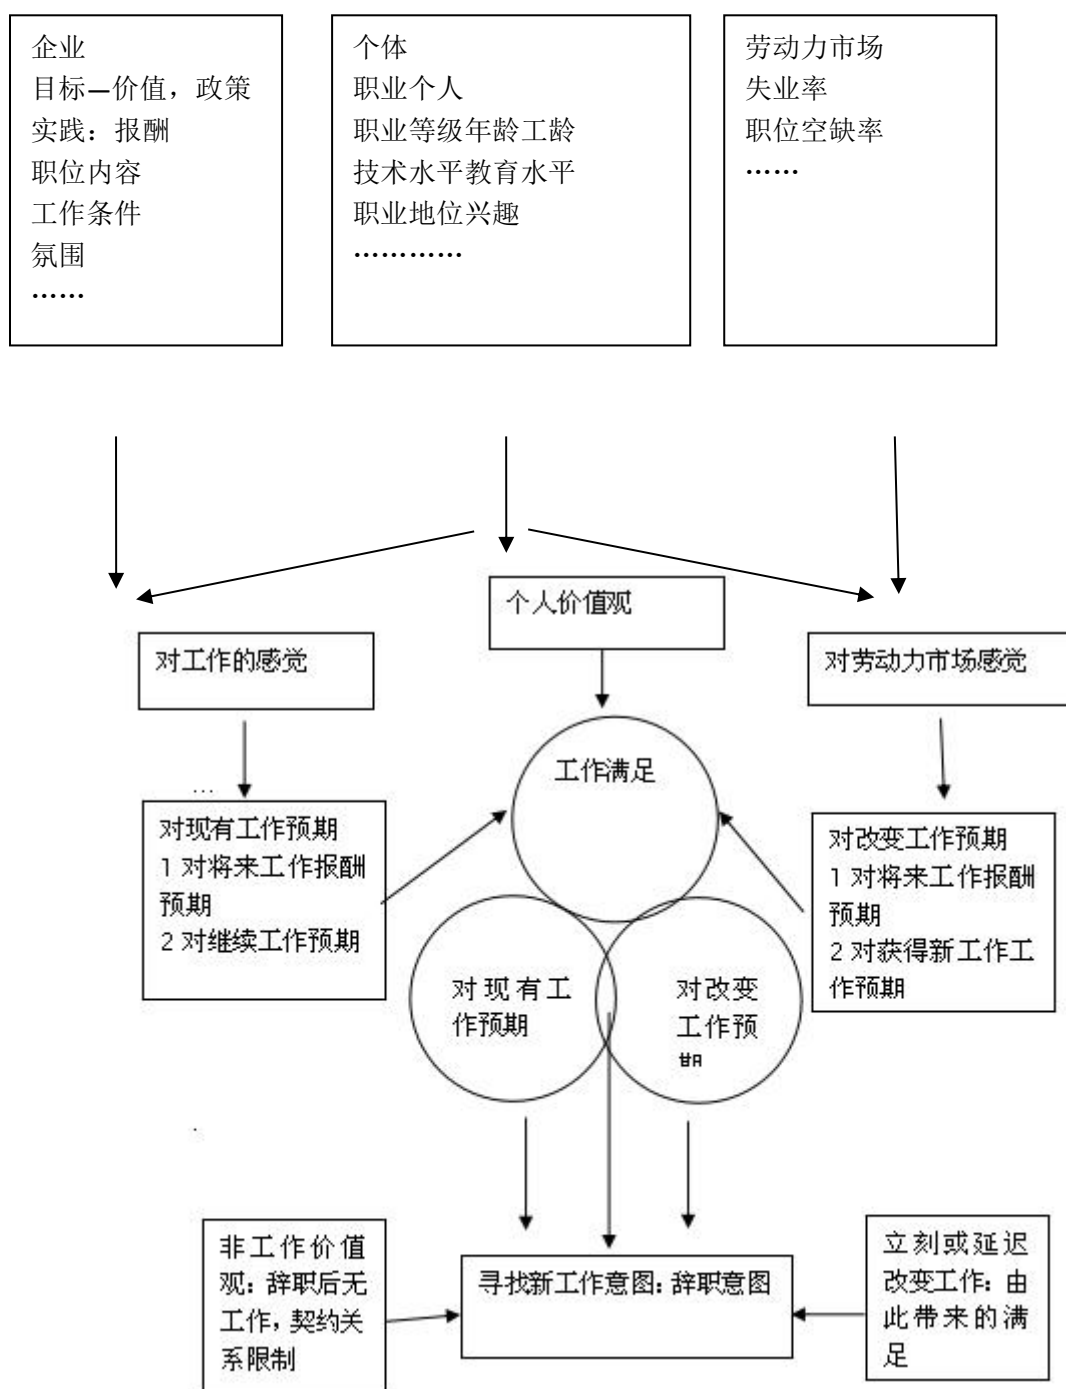 企业
目标—价值，政策
实践：报酬
职位内容
工作条件
氛围
……
个体
职业个人
职业等级年龄工龄
技术水平教育水平
职业地位兴趣
…………
劳动力市场
失业率
职位空缺率
……
个人价值观
对工作的感觉
对劳动力市场感觉
工作满足
…
对现有工作预期
1 对将来工作报酬
预期
2 对继续工作预期
对改变工作预期
1 对将来工作报酬
预期
2 对获得新工作工
作预期
对现有工
作预期
对改变
工作预
期
非工作价值
观：辞职后无
工作，契约关
系限制
寻找新工作意图：辞职意图
立刻或延迟
改变工作：由
此带来的满
足